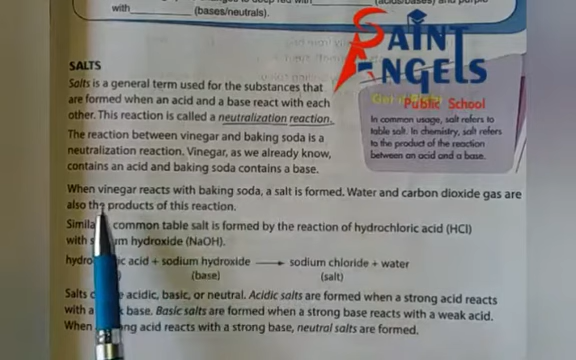 with (bases/neutrals).
SAINT
ANGELS
Public School
SALTS
Salts is a general term used for the substances that
are formed when an acid and a base react with each
other. This reaction is called a neutralization reaction.
The reaction between vinegar and baking soda is a
neutralization reaction. Vinegar, as we already know,
contains an acid and baking soda contains a base.
In common usage, salt refers to
table salt. In chemistry, salt refers
to the product of the reaction
between an acid and a base.
When vinegar reacts with baking soda, a salt is formed. Water and carbon dioxide gas are
also the products of this reaction.
common table salt is formed by the reaction of hydrochloric acid (HCl)
with hydroxide (NaOH).
acid + sodium hydroxide → sodium chloride + water
(base) (salt)
Salts acidic, basic, or neutral. Acidic salts are formed when a strong acid reacts
with a base. Basic salts are formed when a strong base reacts with a weak acid.
When acid reacts with a strong base, neutral salts are formed.